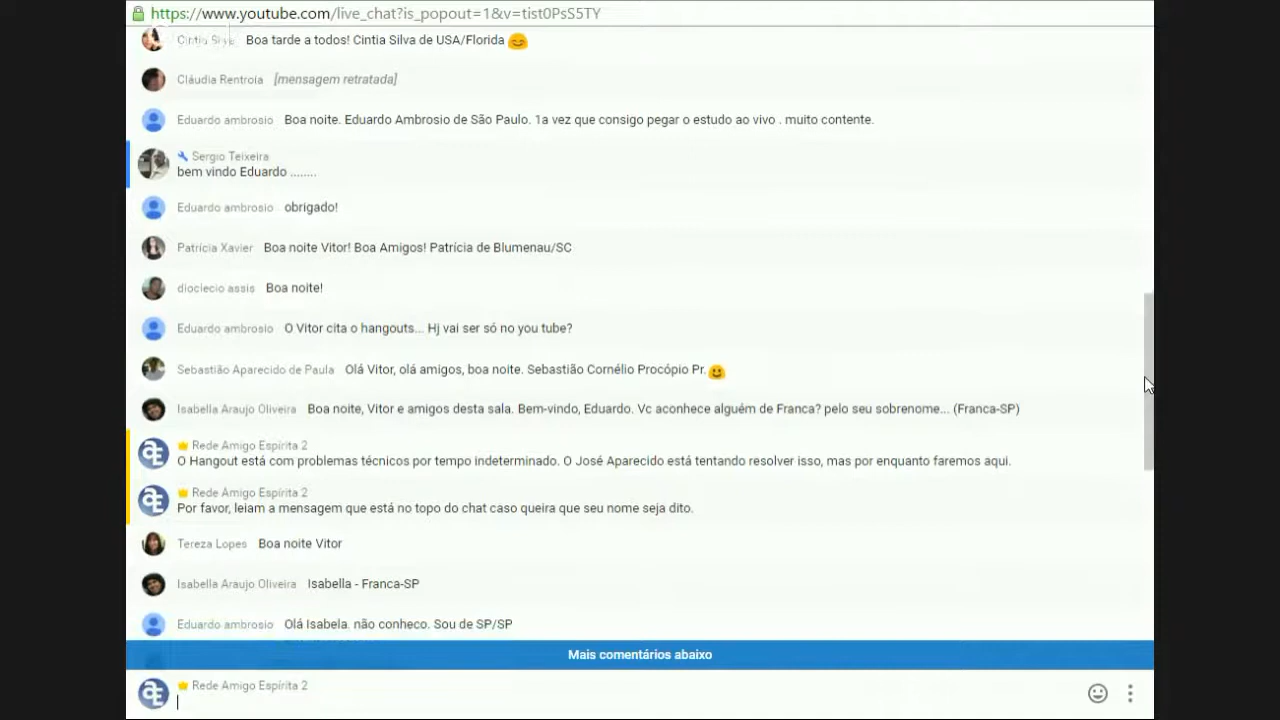 https://www.youtube.com/live_chat?is_popout=1&v=tist0PsS5TY
Cintia Silva Boa tarde a todos! Cintia Silva de USA/Florida
Cláudia Rentroia [mensagem retratada]
Eduardo ambrosio Boa noite. Eduardo Ambrosio de São Paulo. 1a vez que consigo pegar o estudo ao vivo . muito contente.
Sergio Teixeira
bem vindo Eduardo ........
Eduardo ambrosio obrigado!
Patrícia Xavier Boa noite Vitor! Boa Amigos! Patrícia de Blumenau/SC
dioclecio assis Boa noite!
Eduardo ambrosio O Vitor cita o hangouts... Hj vai ser só no you tube?
Sebastião Aparecido de Paula Olá Vitor, olá amigos, boa noite. Sebastião Cornélio Procópio Pr.
Isabella Araujo Oliveira Boa noite, Vitor e amigos desta sala. Bem-vindo, Eduardo. Vc aconhece alguém de Franca? pelo seu sobrenome... (Franca-SP)
Rede Amigo Espírita 2
O Hangout está com problemas técnicos por tempo indeterminado. O José Aparecido está tentando resolver isso, mas por enquanto faremos aqui.
Rede Amigo Espírita 2
Por favor, leiam a mensagem que está no topo do chat caso queira que seu nome seja dito.
Tereza Lopes Boa noite Vitor
Isabella Araujo Oliveira Isabella - Franca-SP
Eduardo ambrosio Olá Isabela. não conheco. Sou de SP/SP
Mais comentários abaixo
Rede Amigo Espírita 2